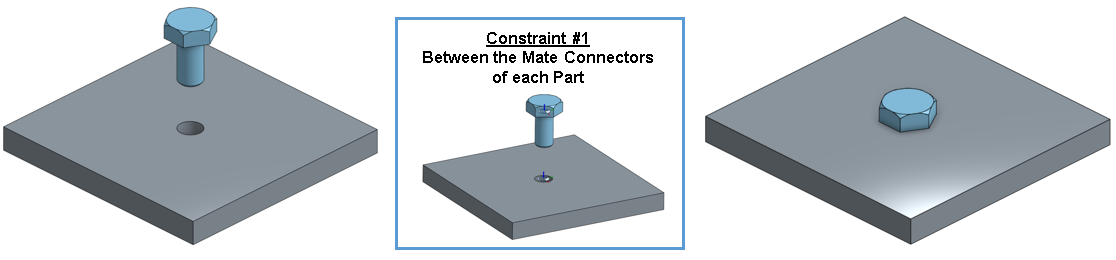 Constraint #1
Between the Mate Connectors
of each Part